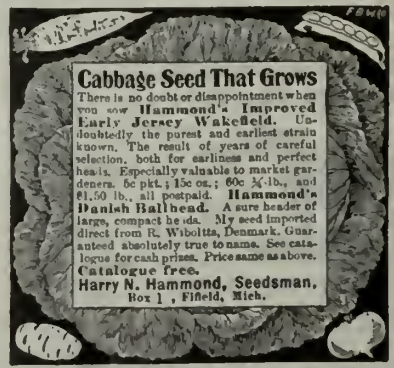 F B W
Cabbage Seed That Grows
There is no doubt or disappointment when
you sow Hammond's Improved
Early Jersey Wakefield. Un-
doubtedly the purest and earliest strain
known. The result of years of careful
selection, both for earliness and perfect
heads. Especially valuable to market gar-
deners. 5c pkt.; 15c oz.; 60c ¼-lb., and
$1.50 lb., all postpaid. Hammond's
Danish Ballhead. A sure header of
large, compact heads. My seed imported
direct from R. Wiboltts, Denmark. Guar-
anteed absolutely true to name. See cata-
logue for cash prizes. Price same as above.
Catalogue free.
Harry N. Hammond, Seedsman,
Box 1 , Fifield, Mich.